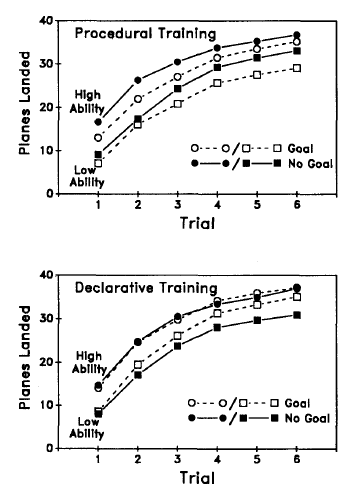 Procedural Training
40
30
20
10
0
Planes Landed
High
Ability
Low
Ability
Goal
No Goal
1 2 3 4 5 6
Trial
Declarative Training
40
30
20
10
0
Planes Landed
High
Ability
Low
Ability
Goal
No Goal
1 2 3 4 5 6
Trial